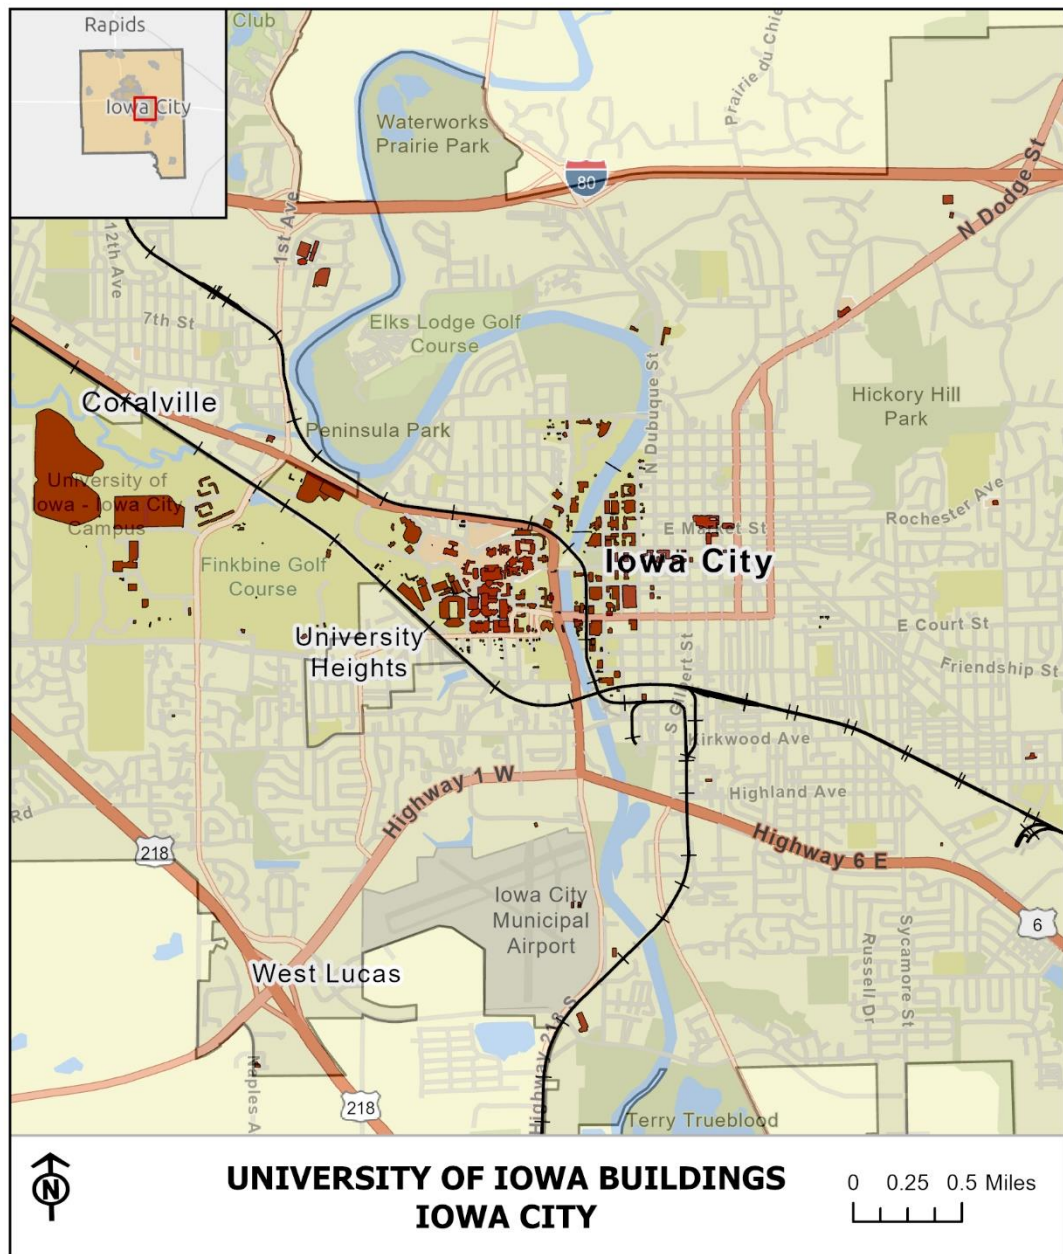 Rapids
Club
Iowa City
Prairie du Chie
Waterworks
Prairie Park
80
N Dodge St
1st Ave
12th Ave
7th St
Elks Lodge Golf
Course
N Dubuque St
Hickory Hill
Park
Coralville
Peninsula Park
University of
Iowa - Iowa City
Campus
Rochester Ave
E Market St
Iowa City
Finkbine Golf
Course
E Court St
University
Heights
Friendship St
S Gilbert St
Kirkwood Ave
Highway 1 W
Highland Ave
Rd
218
Highway 6 E
Iowa City
Municipal
Airport
6
Sycamore St
Russell Dr
West Lucas
Highway 218 S
Naples A
218
Terry Trueblood
N
UNIVERSITY OF IOWA BUILDINGS
IOWA CITY
0 0.25 0.5 Miles